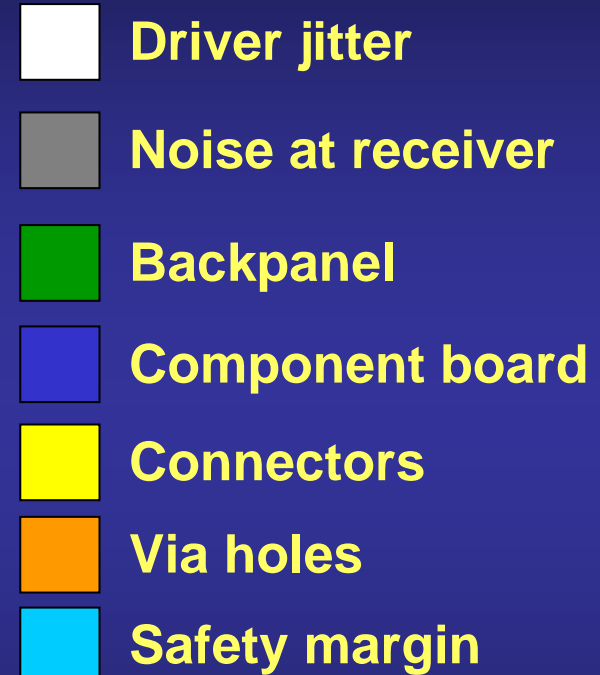 Driver jitter
Noise at receiver
Backpanel
Component board
Connectors
Via holes
Safety margin